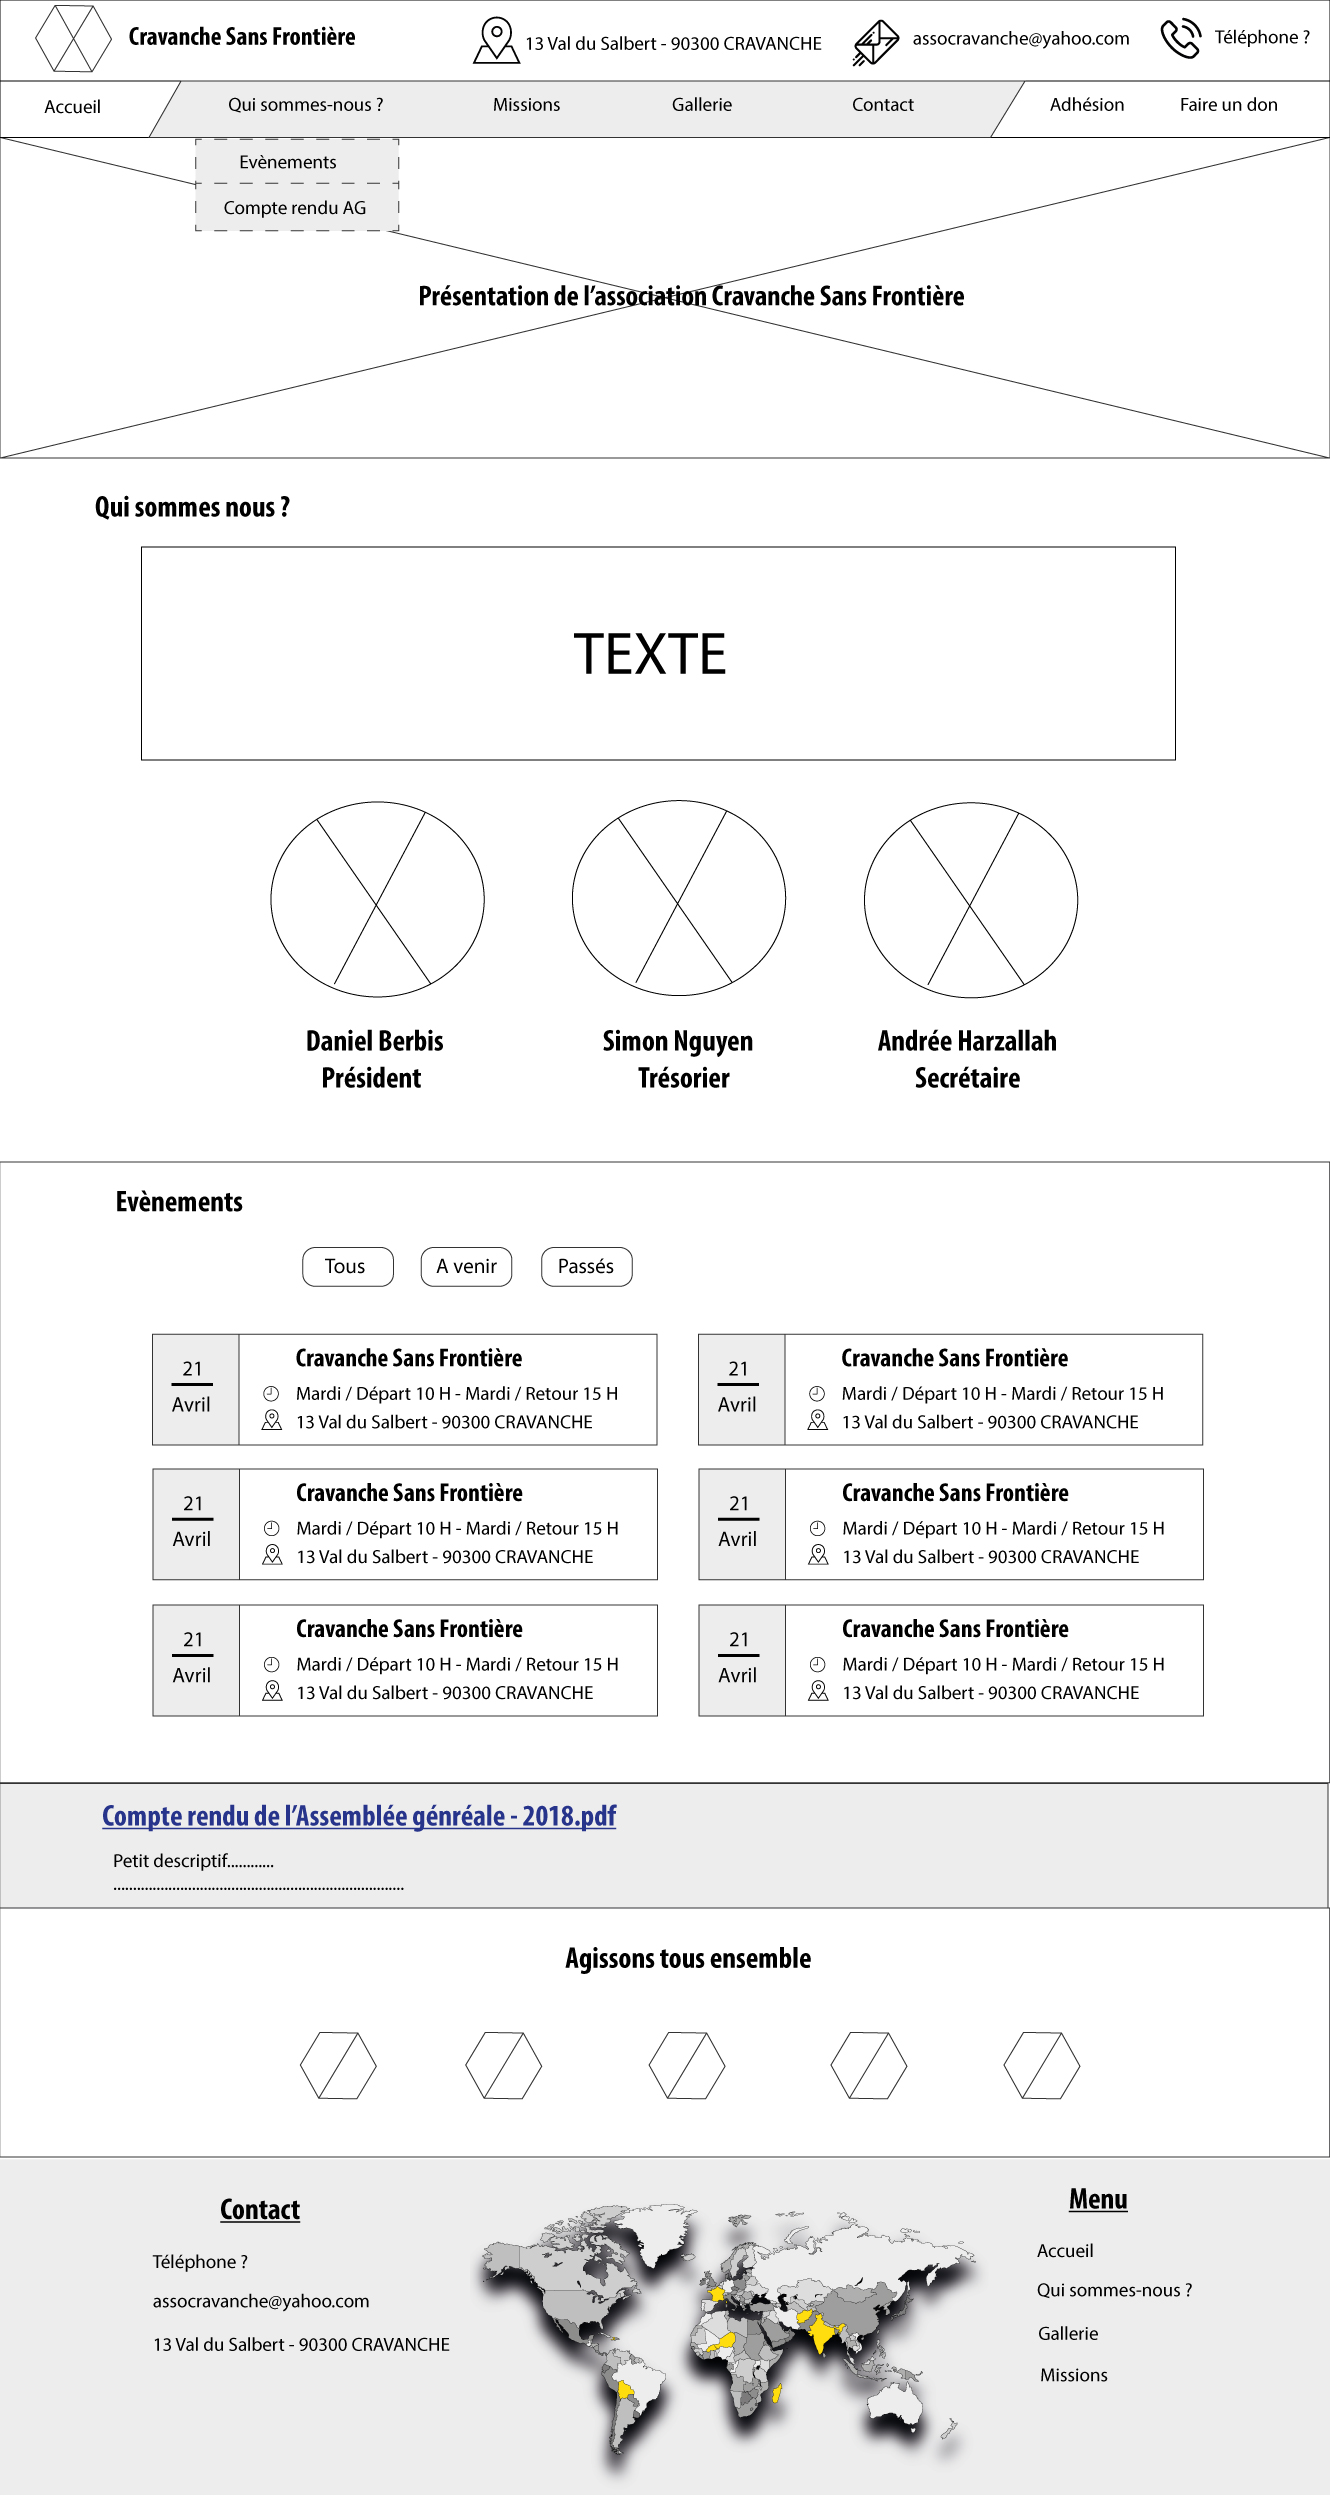 Cravanche Sans Frontière
13 Val du Salbert - 90300 CRAVANCHE
assocravanche@yahoo.com
Téléphone ?
Accueil
Qui sommes-nous ?
Missions
Gallerie
Contact
Adhésion
Faire un don
Evènements
Compte rendu AG
Présentation de l'association Cravanche Sans Frontière
Qui sommes nous ?
TEXTE
Daniel Berbis
Président
Simon Nguyen
Trésorier
Andrée Harzallah
Secrétaire
Evènements
Tous
A venir
Passés
21
Avril
Cravanche Sans Frontière
Mardi / Départ 10 H - Mardi / Retour 15 H
13 Val du Salbert - 90300 CRAVANCHE
21
Avril
Cravanche Sans Frontière
Mardi / Départ 10 H - Mardi / Retour 15 H
13 Val du Salbert - 90300 CRAVANCHE
21
Avril
Cravanche Sans Frontière
Mardi / Départ 10 H - Mardi / Retour 15 H
13 Val du Salbert - 90300 CRAVANCHE
21
Avril
Cravanche Sans Frontière
Mardi / Départ 10 H - Mardi / Retour 15 H
13 Val du Salbert - 90300 CRAVANCHE
21
Avril
Cravanche Sans Frontière
Mardi / Départ 10 H - Mardi / Retour 15 H
13 Val du Salbert - 90300 CRAVANCHE
21
Avril
Cravanche Sans Frontière
Mardi / Départ 10 H - Mardi / Retour 15 H
13 Val du Salbert - 90300 CRAVANCHE
Compte rendu de l'Assemblée génréale - 2018.pdf
Petit descriptif............
..........................................................................
Agissons tous ensemble
Contact
Téléphone ?
assocravanche@yahoo.com
13 Val du Salbert - 90300 CRAVANCHE
Menu
Accueil
Qui sommes-nous ?
Gallerie
Missions